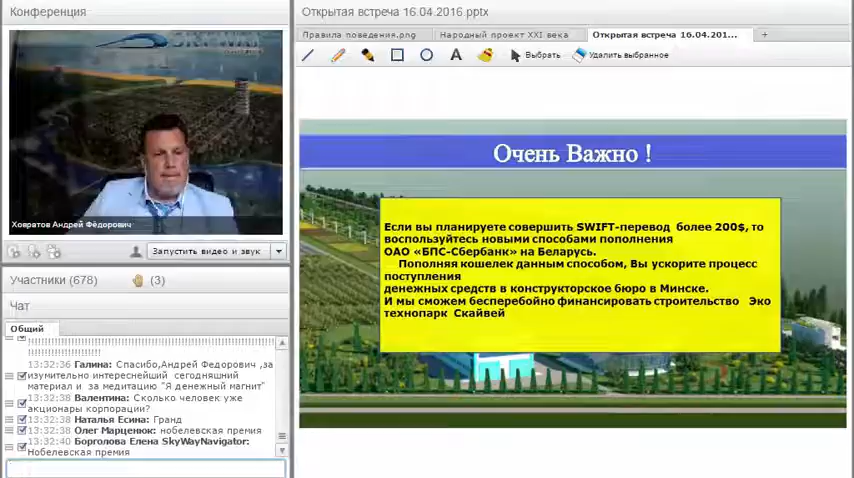 Конференция
Открытая встреча 16.04.2016.pptx
Правила поведения.png
Народный проект XXI века
Открытая встреча 16.04.201...
+
A
Выбрать
Удалить выбранное
SKYWAY
Ховратов Андрей Фёдорович
Запустить видео и звук
Участники (678)
(3)
Чат
Общий
13:32:36 Галина: Спасибо,Андрей Федорович ,за
изумительно интереснейший сегодняшний
материал и за медитацию "Я денежный магнит"
13:32:38 Валентина: Сколько человек уже
акционары корпорации?
13:32:38 Наталья Есина: Гранд
13:32:38 Олег Марценюк: нобелевская премия
13:32:40 Борголова Елена SkyWayNavigator:
Нобелевская премия
Очень Важно !
Если вы планируете совершить SWIFT-перевод более 200$, то
воспользуйтесь новыми способами пополнения
ОАО «БПС-Сбербанк» на Беларусь.
Пополняя кошелек данным способом, Вы ускорите процесс
поступления
денежных средств в конструкторское бюро в Минске.
И мы сможем бесперебойно финансировать строительство Эко
технопарк Скайвей